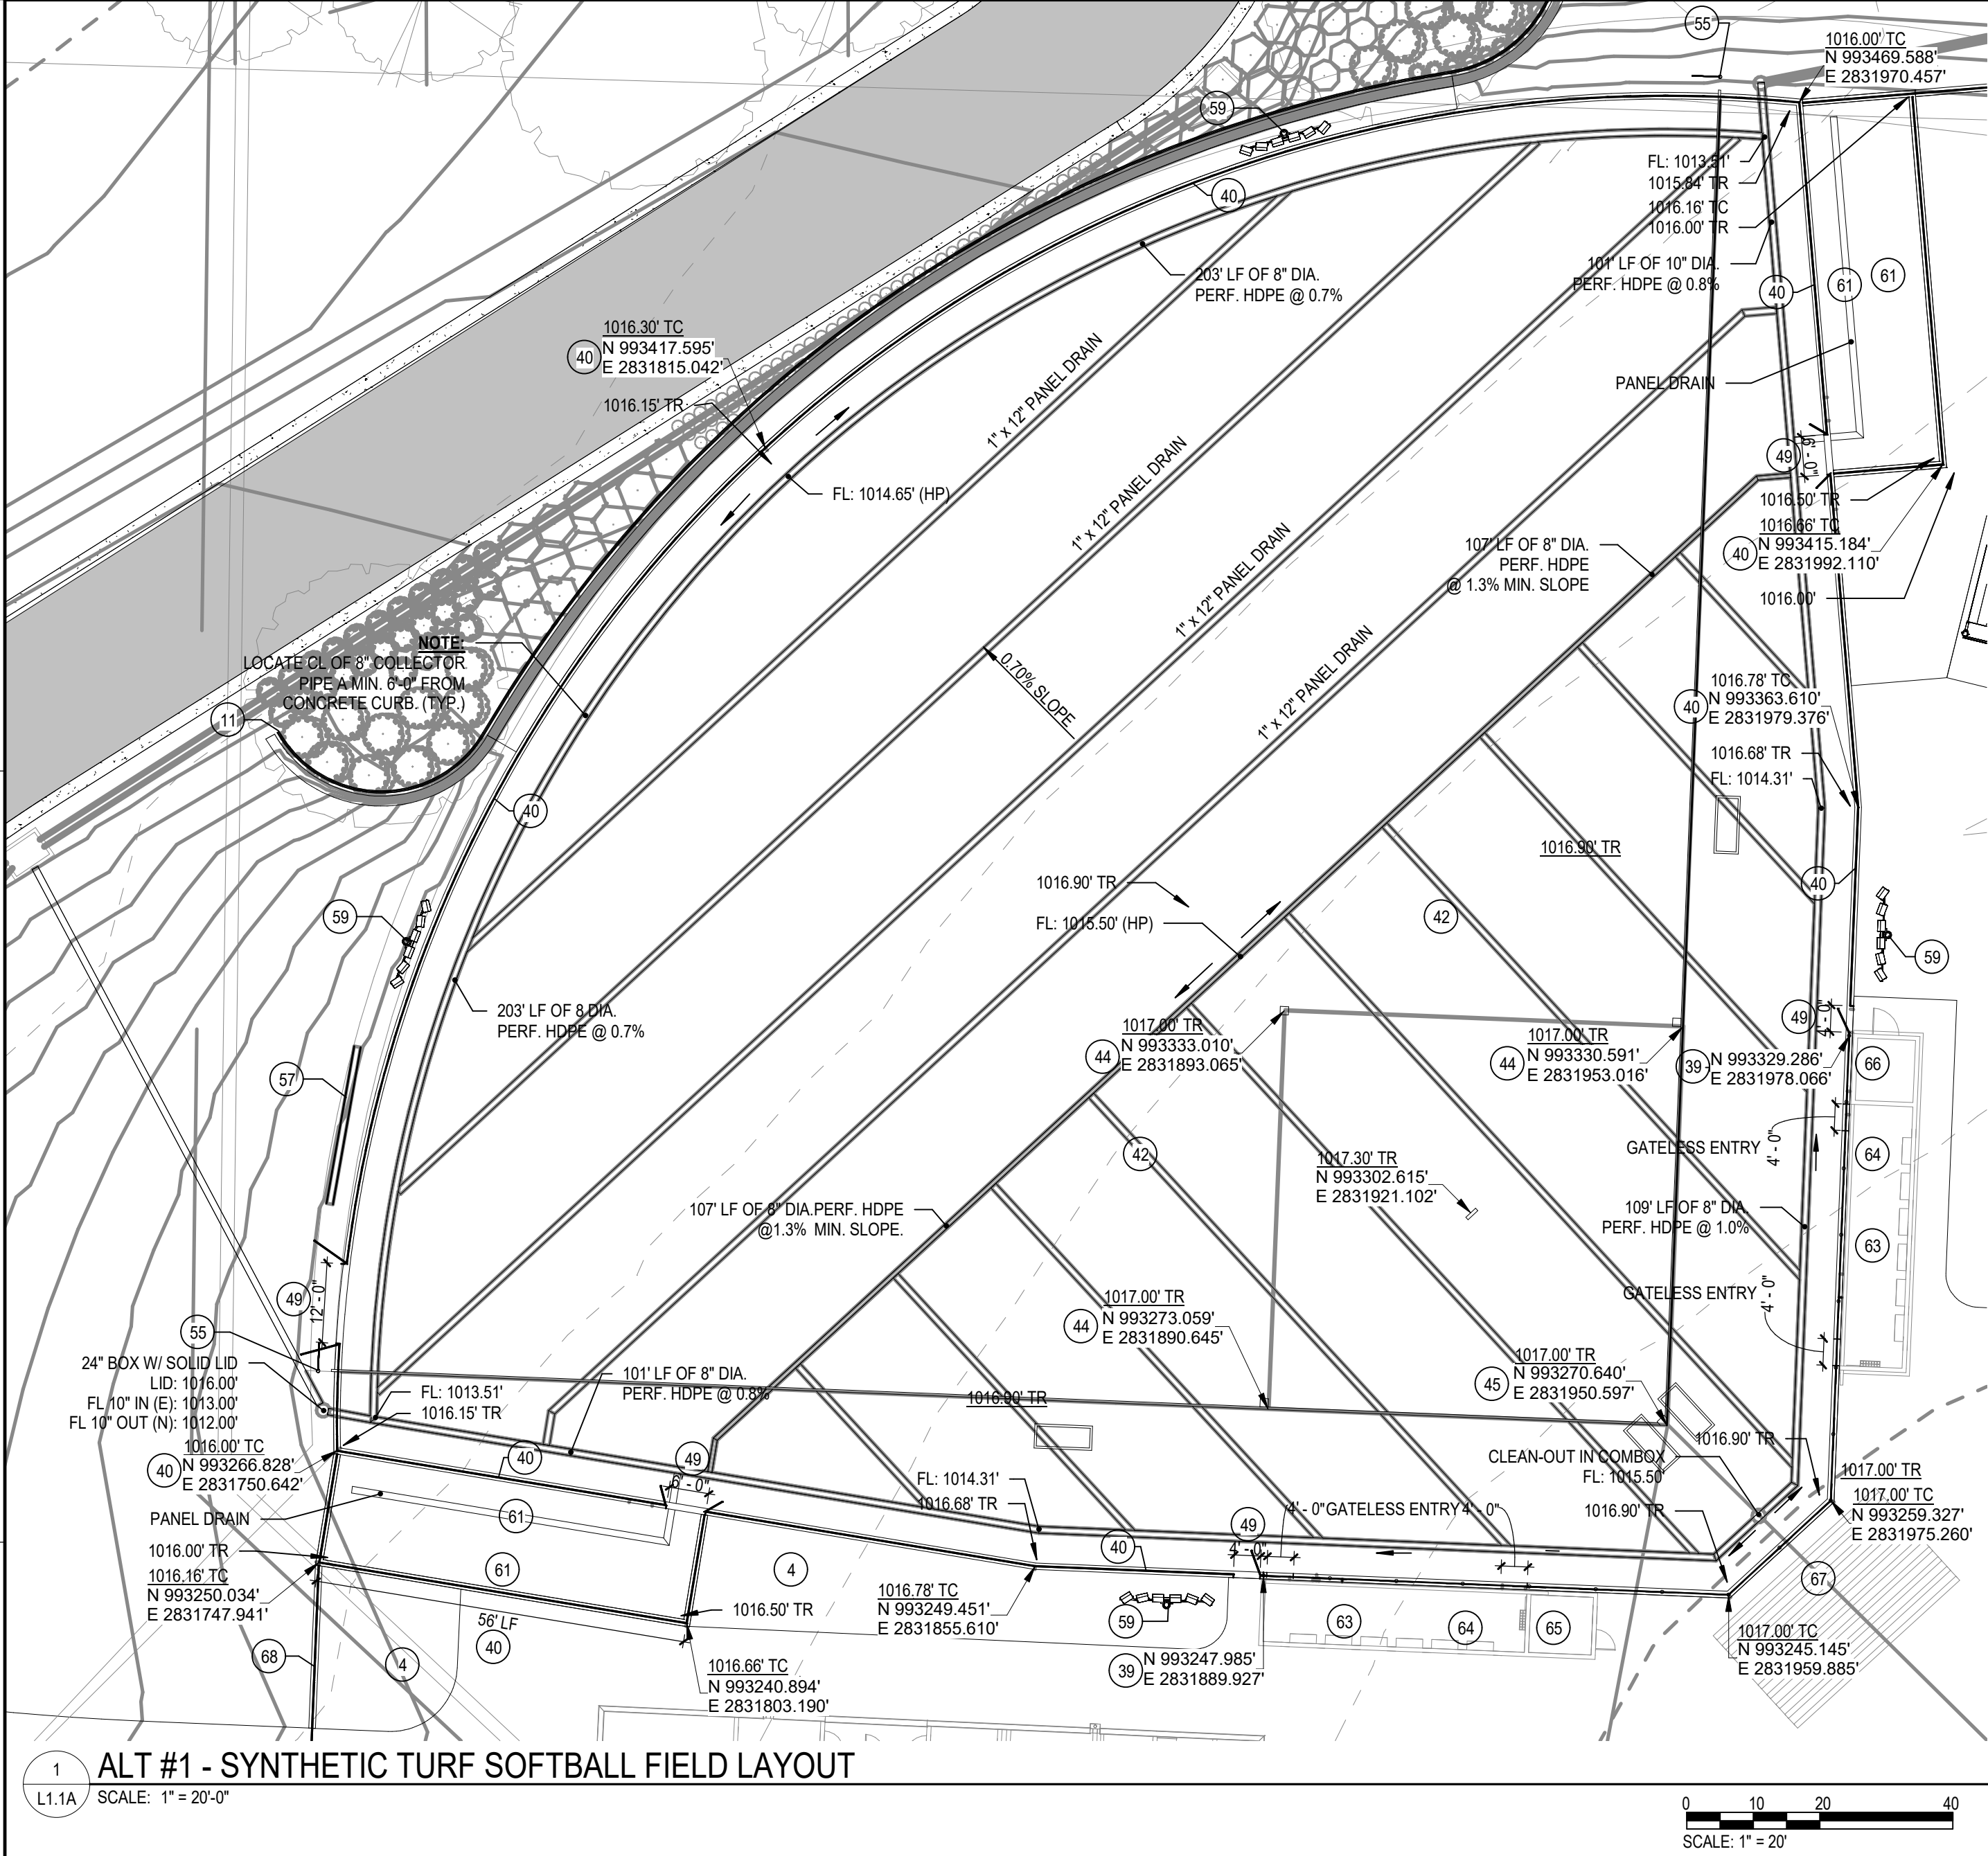 55
1016.00' TC
N 993469.588'
E 2831970.457'
59
40
FL: 1013.51'
1015.84' TR
1016.16' TC
1016.00' TR
101' LF OF 10" DIA.
PERF. HDPE @ 0.8%
40
61
61
203' LF OF 8" DIA.
PERF. HDPE @ 0.7%
1016.30' TC
40
N 993417.595'
E 2831815.042'
1016.15' TR
1" x 12" PANEL DRAIN
PANEL DRAIN
49
6' - 0"
FL: 1014.65' (HP)
1" x 12" PANEL DRAIN
1016.50' TR
1016.66' TC
40
N 993415.184'
E 2831992.110'
1016.00'
107' LF OF 8" DIA.
PERF. HDPE
@ 1.3% MIN. SLOPE
1" x 12" PANEL DRAIN
1" x 12" PANEL DRAIN
0.70% SLOPE
NOTE:
LOCATE CL OF 8" COLLECTOR
PIPE A MIN. 6'-0" FROM
CONCRETE CURB. (TYP.)
11
1016.78' TC
40
N 993363.610'
E 2831979.376'
1016.68' TR
FL: 1014.31'
40
1016.90' TR
40
1016.90' TR
FL: 1015.50' (HP)
42
59
59
203' LF OF 8 DIA.
PERF. HDPE @ 0.7%
49
4' - 0"
1017.00' TR
44
N 993333.010'
E 2831893.065'
1017.00' TR
44
N 993330.591'
E 2831953.016'
39
N 993329.286'
E 2831978.066'
66
57
42
1017.30' TR
N 993302.615'
E 2831921.102'
GATELESS ENTRY
4' - 0"
64
107' LF OF 8" DIA.PERF. HDPE
@1.3% MIN. SLOPE.
109' LF OF 8" DIA.
PERF. HDPE @ 1.0%
63
49
12' - 0"
GATELESS ENTRY
4' - 0"
1017.00' TR
44
N 993273.059'
E 2831890.645'
55
24" BOX W/ SOLID LID
LID: 1016.00'
FL 10" IN (E): 1013.00'
FL 10" OUT (N): 1012.00'
FL: 1013.51'
1016.15' TR
101' LF OF 8" DIA.
PERF. HDPE @ 0.8%
1016.90' TR
1017.00' TR
45
N 993270.640'
E 2831950.597'
1016.00' TC
40
N 993266.828'
E 2831750.642'
40
49
6' - 0"
CLEAN-OUT IN COMBOX
FL: 1015.50'
1016.90' TR
1017.00' TR
1017.00' TC
N 993259.327'
E 2831975.260'
PANEL DRAIN
61
FL: 1014.31'
1016.68' TR
49
4' - 0"
4' - 0"
GATELESS ENTRY
4' - 0"
1016.90' TR
40
1016.00' TR
1016.16' TC
N 993250.034'
E 2831747.941'
61
4
56' LF
40
1016.50' TR
1016.78' TC
N 993249.451'
E 2831855.610'
59
63
64
65
67
68
4
1016.66' TC
N 993240.894'
E 2831803.190'
39
N 993247.985'
E 2831889.927'
1017.00' TC
N 993245.145'
E 2831959.885'
1
L1.1A
ALT #1 - SYNTHETIC TURF SOFTBALL FIELD LAYOUT
SCALE: 1" = 20'-0"
0 10 20 40
SCALE: 1" = 20'